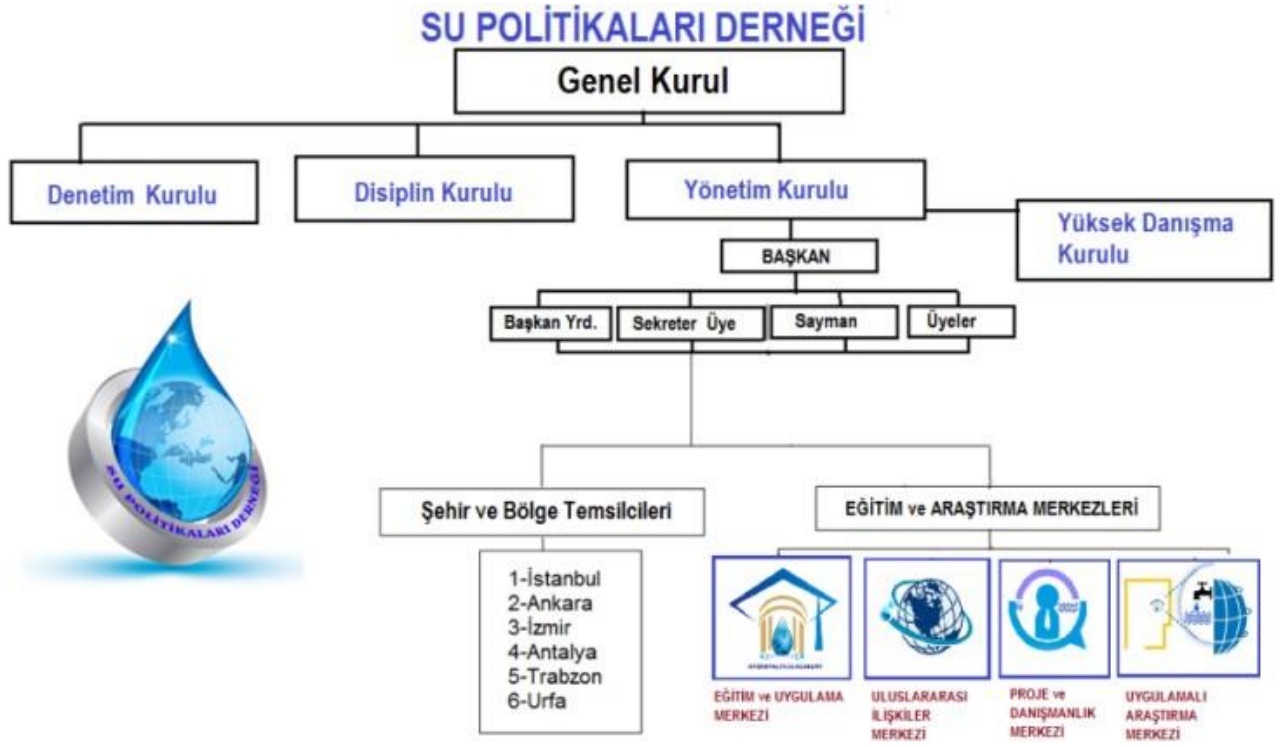 SU POLİTİKALARI DERNEĞİ
Genel Kurul
Denetim Kurulu
Disiplin Kurulu
Yönetim Kurulu
Yüksek Danışma
Kurulu
BAŞKAN
Başkan Yrd.
Sekreter Üye
Sayman
Üyeler
SU POLİTİKALARI DERNEĞİ
Şehir ve Bölge Temsilcileri
1-İstanbul
2-Ankara
3-İzmir
4-Antalya
5-Trabzon
6-Urfa
EĞİTİM ve ARAŞTIRMA MERKEZLERİ
EĞİTİM ve UYGULAMA
MERKEZİ
ULUSLARARASI
İLİŞKİLER
MERKEZİ
PROJE ve
DANIŞMANLIK
MERKEZİ
UYGULAMALI
ARAŞTIRMA
MERKEZİ